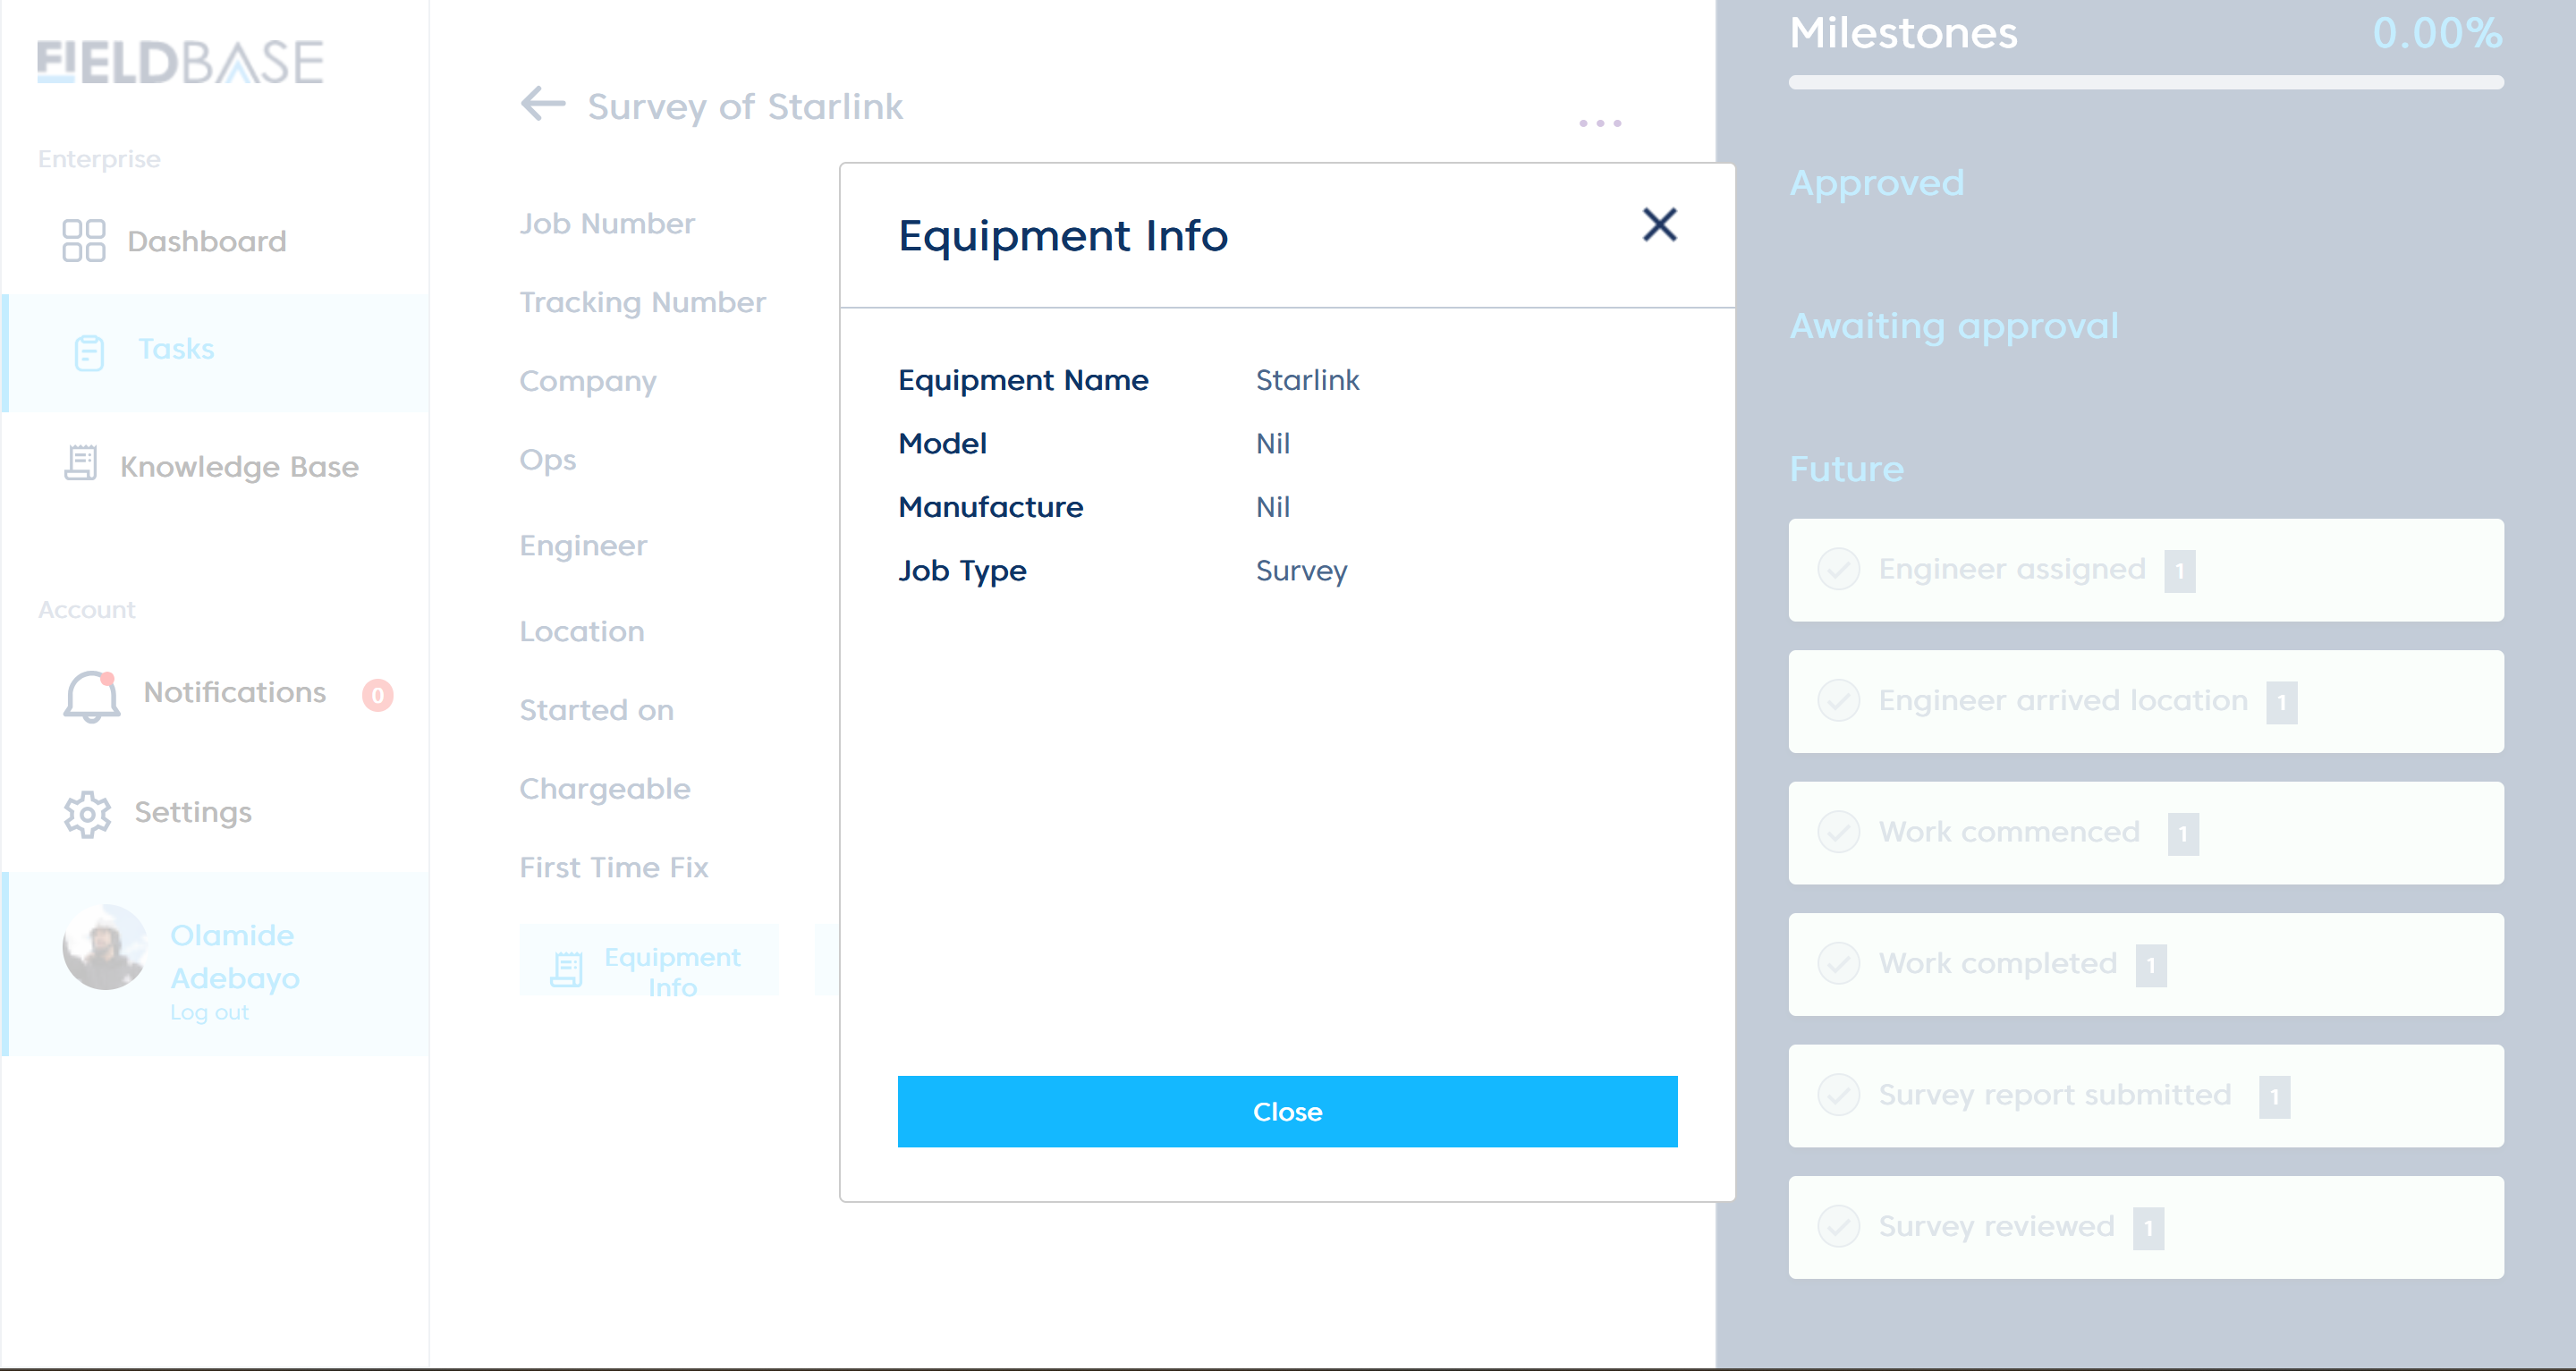 FIELDBASE
Enterprise
Dashboard
Tasks
Knowledge Base
Account
Notifications 0
Settings
Olamide
Adebayo
Log out
Survey of Starlink
...
Job Number
Tracking Number
Company
Ops
Engineer
Location
Started on
Chargeable
First Time Fix
Equipment
Info
Equipment Info
Equipment Name Starlink
Model Nil
Manufacture Nil
Job Type Survey
Close
Milestones 0.00%
Approved
Awaiting approval
Future
Engineer assigned 1
Engineer arrived location 1
Work commenced 1
Work completed 1
Survey report submitted 1
Survey reviewed 1